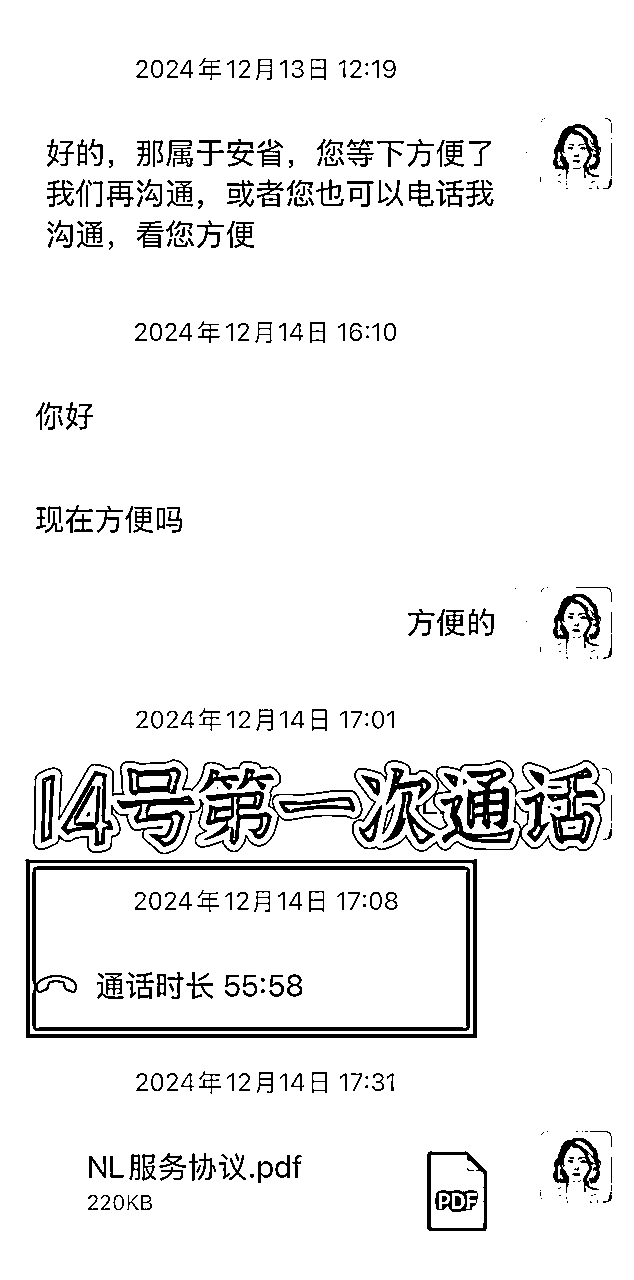 2024年12月13日 12:19
好的，那属于安省，您等下方便了
我们再沟通，或者您也可以电话我
沟通，看您方便
2024年12月14日 16:10
你好
现在方便吗
方便的
2024年12月14日 17:01
14号第一次通话
2024年12月14日 17:08
通话时长 55:58
2024年12月14日 17:31
NL服务协议.pdf
220KB
PDF